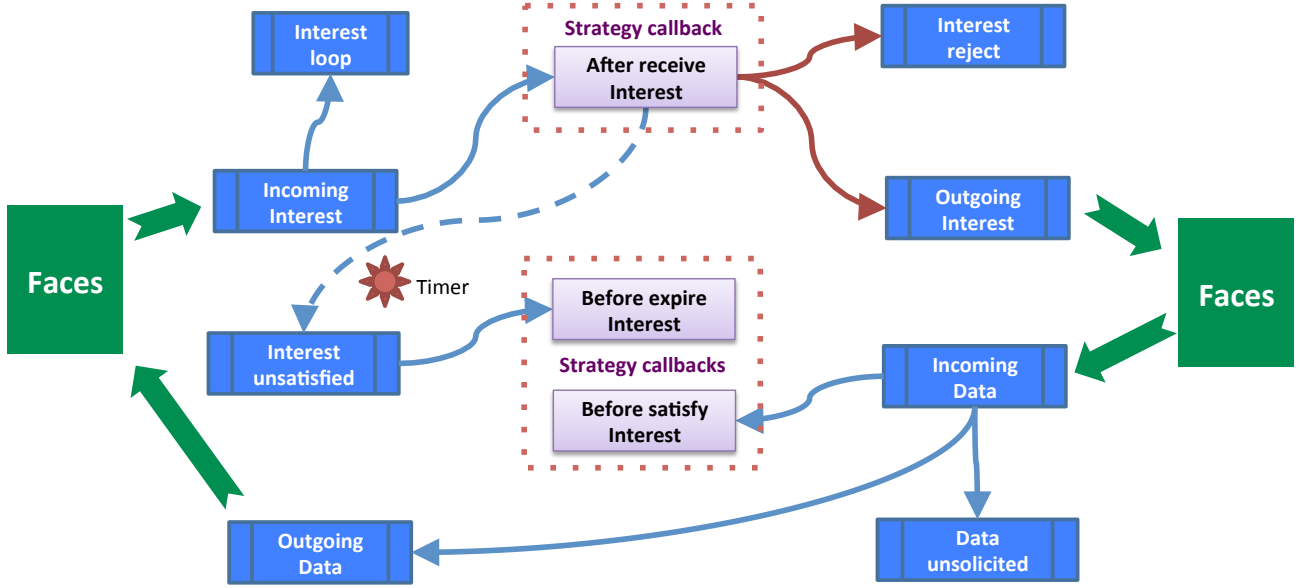 Interest
loop
Strategy callback
After receive
Interest
Interest
reject
Incoming
Interest
Outgoing
Interest
Faces
Faces
Timer
Before expire
Interest
Interest
unsatisfied
Strategy callbacks
Incoming
Data
Before satisfy
Interest
Outgoing
Data
Data
unsolicited